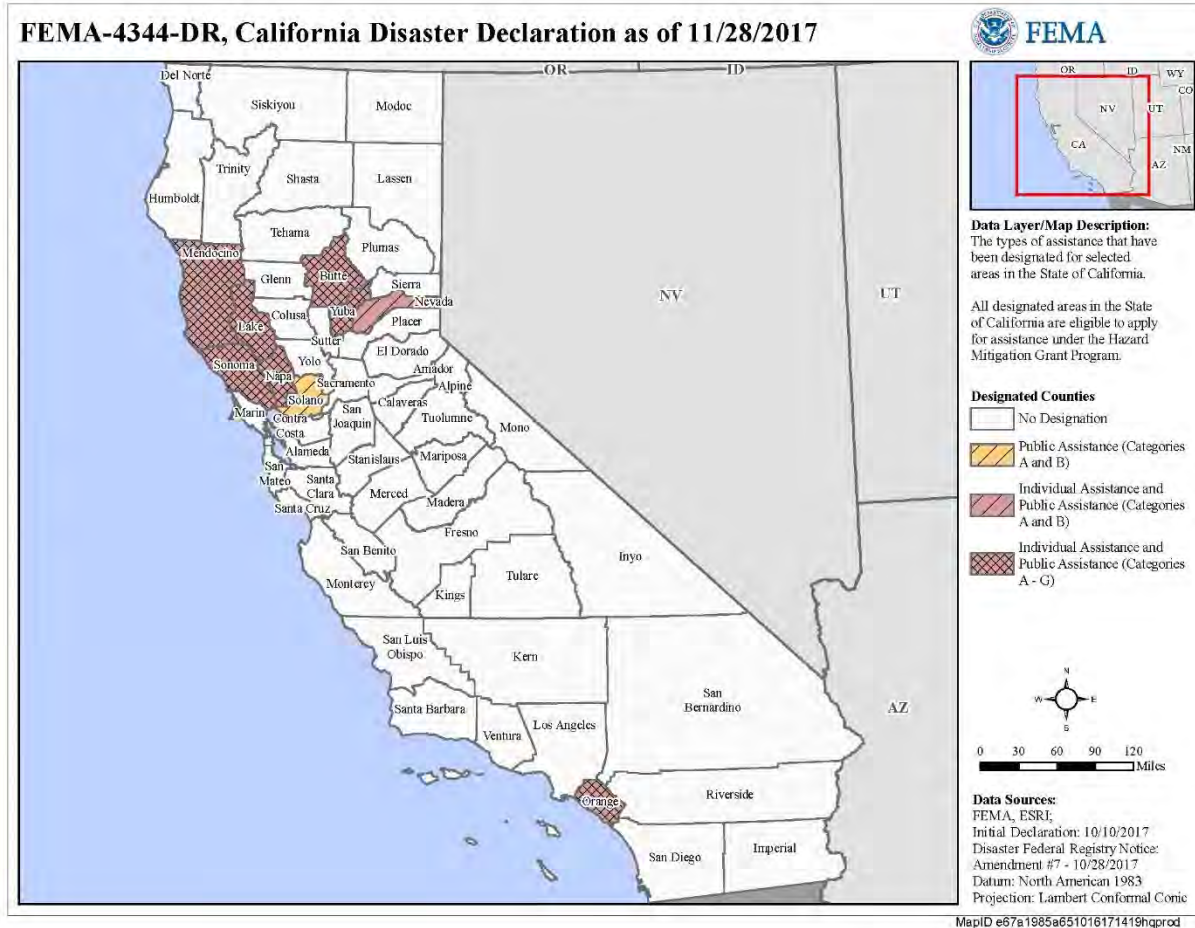 FEMA-4344-DR, California Disaster Declaration as of 11/28/2017
FEMA
OR
ID
NV
UT
AZ
Del Norte
Siskiyou
Modoc
Trinity
Shasta
Lassen
Humboldt
Tehama
Plumas
Mendocino
Glenn
Butte
Sierra
Nevada
Yuba
Colusa
Lake
Placer
Sutter
Sonoma
Yolo
El Dorado
Napa
Amador
Sacramento
Alpine
Solano
Marin
Contra
Costa
San
Joaquin
Calaveras
Tuolumne
Mono
Alameda
San
Mateo
Stanislaus
Mariposa
Santa
Clara
Merced
Madera
Santa Cruz
Fresno
San Benito
Inyo
Monterey
Kings
Tulare
San Luis
Obispo
Kern
San
Bernardino
Santa Barbara
Ventura
Los Angeles
Orange
Riverside
San Diego
Imperial
OR
ID
WY
CO
NV
UT
CA
NM
AZ
Data Layer/Map Description:
The types of assistance that have
been designated for selected
areas in the State of California.
All designated areas in the State
of California are eligible to apply
for assistance under the Hazard
Mitigation Grant Program.
Designated Counties
No Designation
Public Assistance (Categories
A and B)
Individual Assistance and
Public Assistance (Categories
A and B)
Individual Assistance and
Public Assistance (Categories
A - G)
N
W
E
S
0 30 60 90 120
Miles
Data Sources:
FEMA, ESRI;
Initial Declaration: 10/10/2017
Disaster Federal Registry Notice:
Amendment #7 - 10/28/2017
Datum: North American 1983
Projection: Lambert Conformal Conic
MapID e67a1985a651016171419hqprod